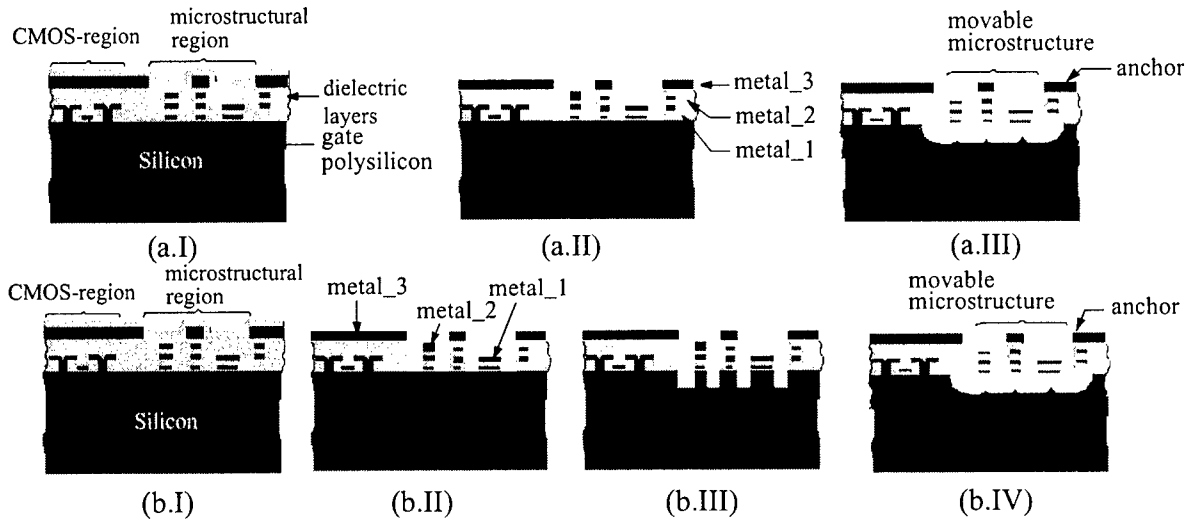 CMOS-region
microstructural
region
dielectric
layers
gate
polysilicon
Silicon
(a.I)
metal_3
metal_2
metal_1
(a.II)
movable
microstructure
anchor
(a.III)
CMOS-region
microstructural
region
Silicon
(b.I)
metal_3
metal_2
metal_1
(b.II)
(b.III)
movable
microstructure
anchor
(b.IV)